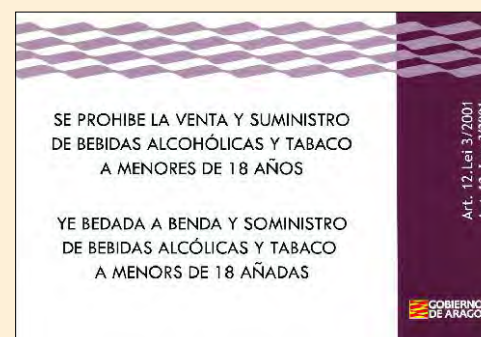 SE PROHIBE LA VENTA Y SUMINISTRO
DE BEBIDAS ALCOHÓLICAS Y TABACO
A MENORES DE 18 AÑOS
YE BEDADA A BENDA Y SOMINISTRO
DE BEBIDAS ALCÓLICAS Y TABACO
A MENORS DE 18 AÑADAS
Art. 12.Lei 3/2001
GOBIERNO
DE ARAGO